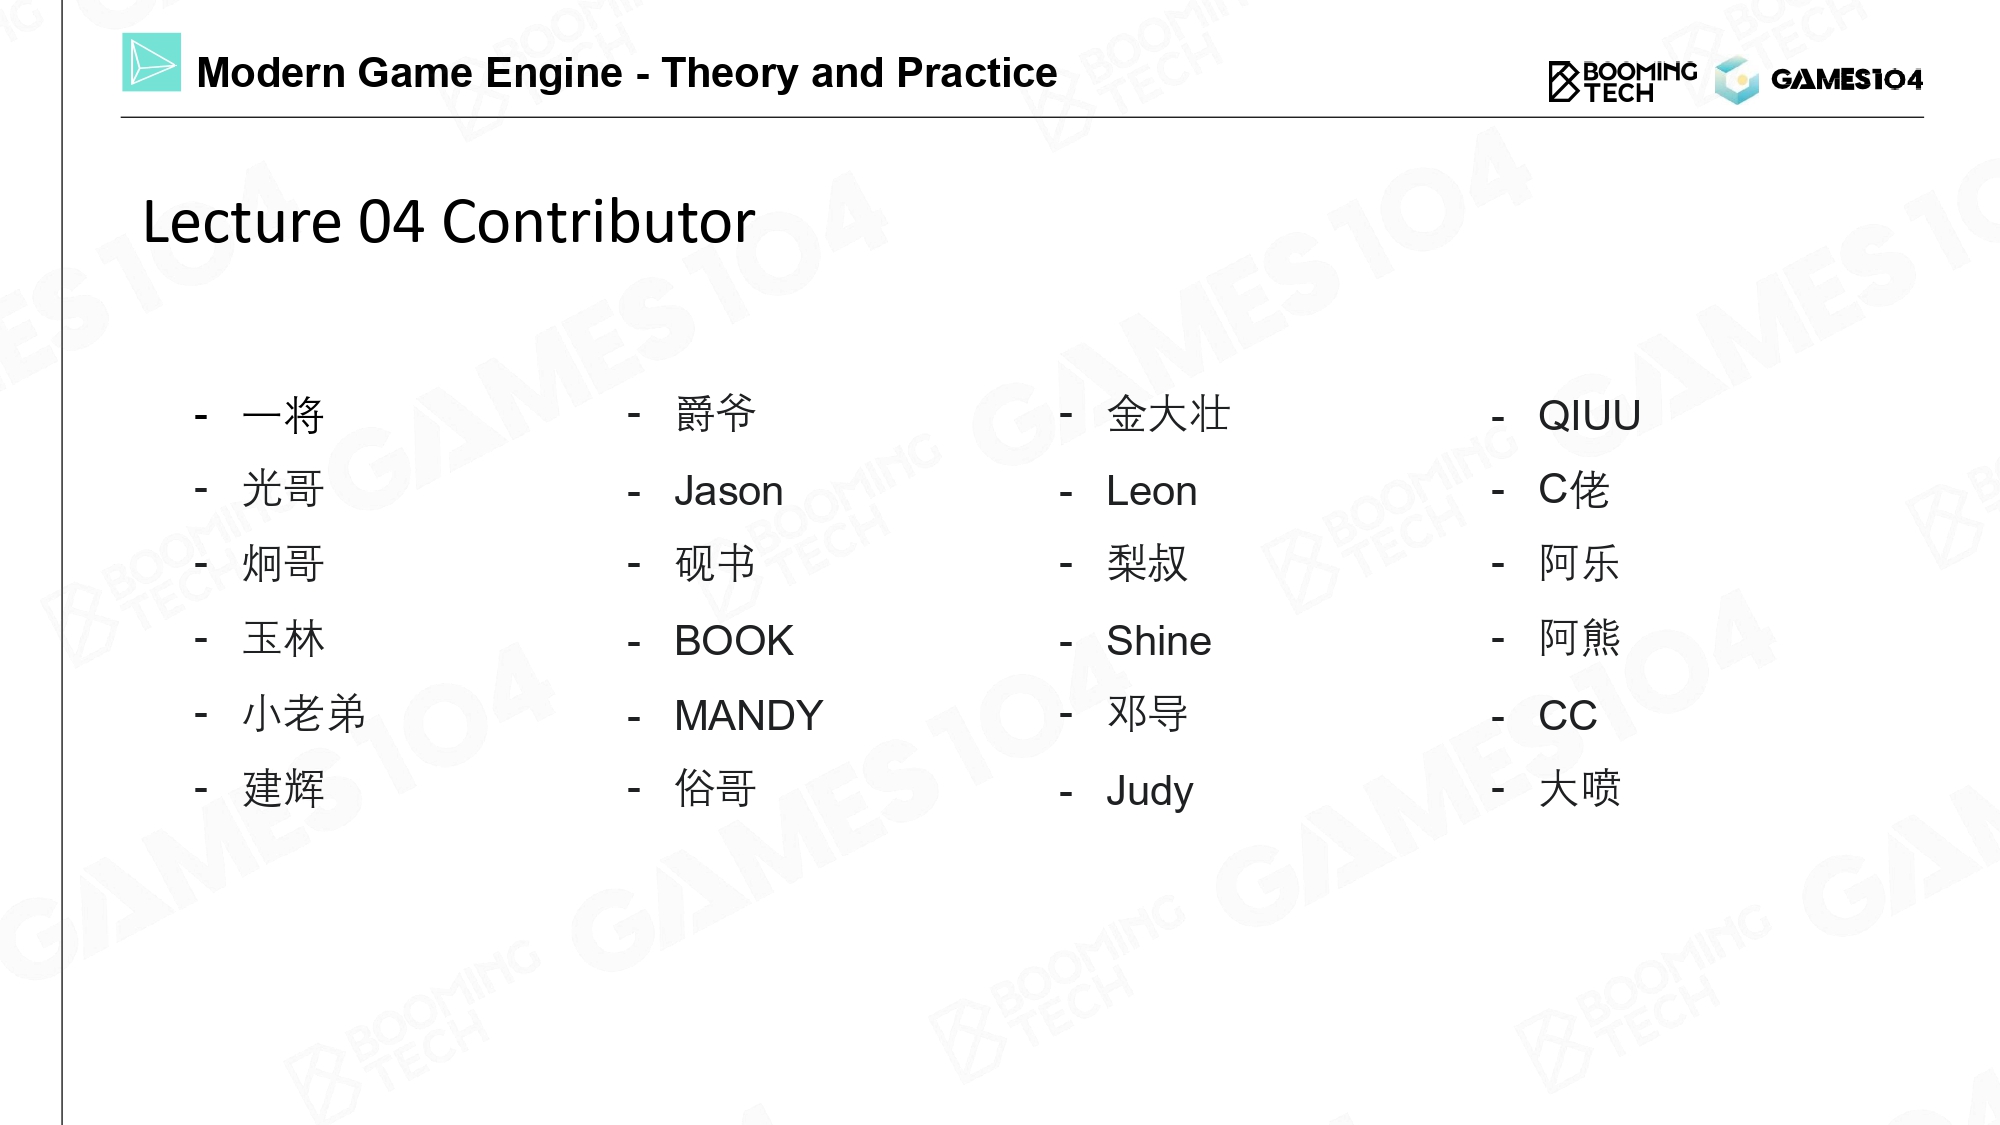 Modern Game Engine - Theory and Practice
BOOMING
TECH
GAMES104
Lecture 04 Contributor
- 一将
- 光哥
- 炯哥
- 玉林
- 小老弟
- 建辉
- 爵爷
- Jason
- 砚书
- BOOK
- MANDY
- 俗哥
- 金大壮
- Leon
- 梨叔
- Shine
- 邓导
- Judy
- QIUU
- C佬
- 阿乐
- 阿熊
- CC
- 大喷